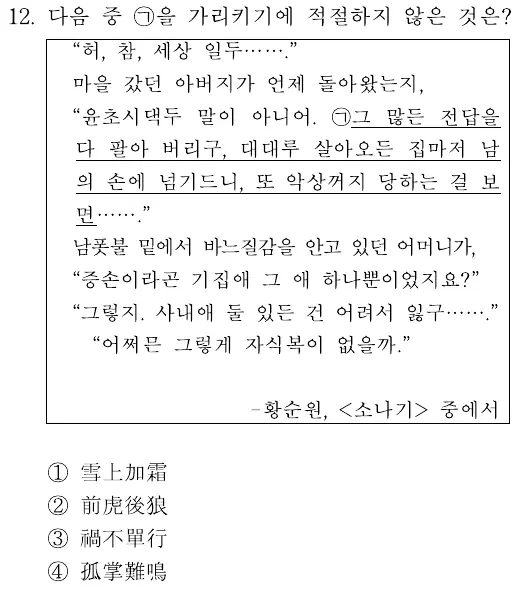 12. 다음 중 ㉠을 가리키기에 적절하지 않은 것은?
“허, 참, 세상 일두……."
마을 갔던 아버지가 언제 돌아왔는지,
“윤초시댁두 말이 아니어. ㉠그 많든 전답을
다 팔아 버리구, 대대루 살아오든 집마저 남
의 손에 넘기드니, 또 악상꺼지 당하는 걸 보
면……."
남폿불 밑에서 바느질감을 안고 있던 어머니가,
“증손이라곤 기집애 그 애 하나뿐이었지요?”
“그렇지. 사내애 둘 있든 건 어려서 잃구……."
“어쩌믄 그렇게 자식복이 없을까.”
-황순원, <소나기> 중에서
① 雪上加霜
② 前虎後狼
③ 禍不單行
④ 孤掌難鳴